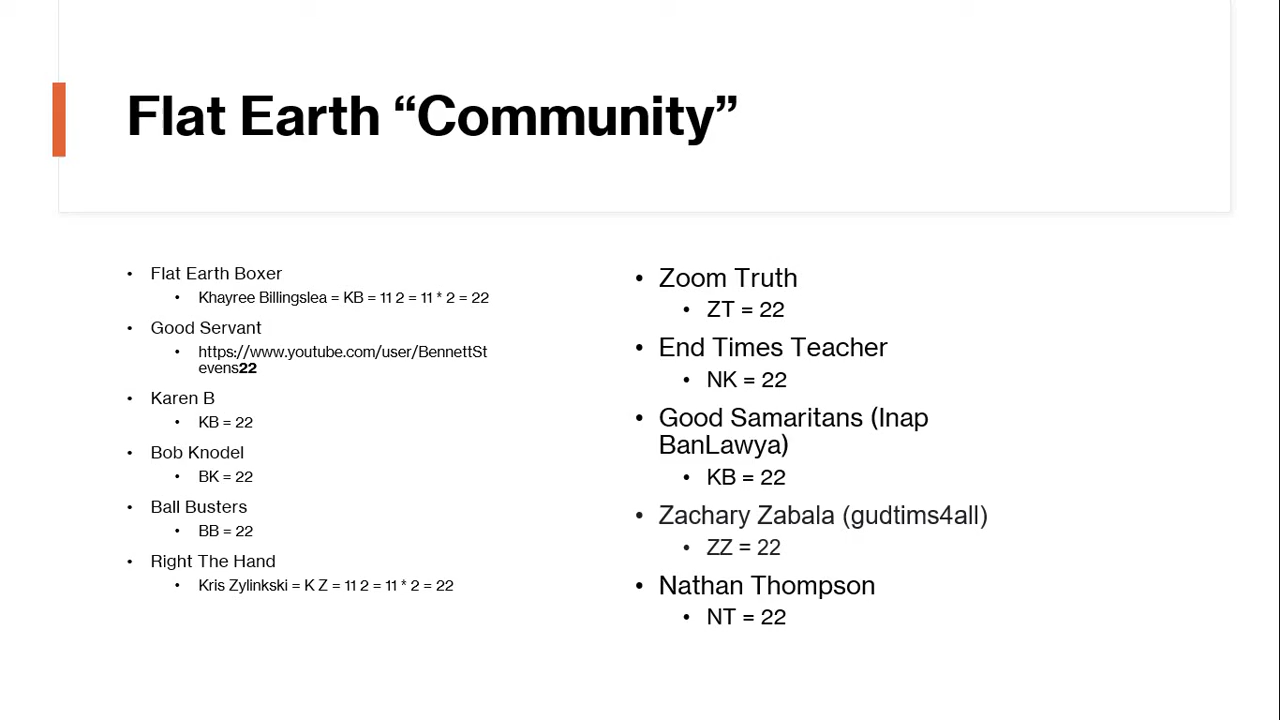 Flat Earth “Community”
• Flat Earth Boxer
• Khayree Billingslea = KB = 11 2 = 11 * 2 = 22
• Good Servant
• https://www.youtube.com/user/BennettSt
evens22
• Karen B
• KB = 22
• Bob Knodel
• BK = 22
• Ball Busters
• BB = 22
• Right The Hand
• Kris Zylinkski = K Z = 11 2 = 11 * 2 = 22
• Zoom Truth
• ZT = 22
• End Times Teacher
• NK = 22
• Good Samaritans (Inap
BanLawya)
• KB = 22
• Zachary Zabala (gudtims4all)
• ZZ = 22
• Nathan Thompson
• NT = 22